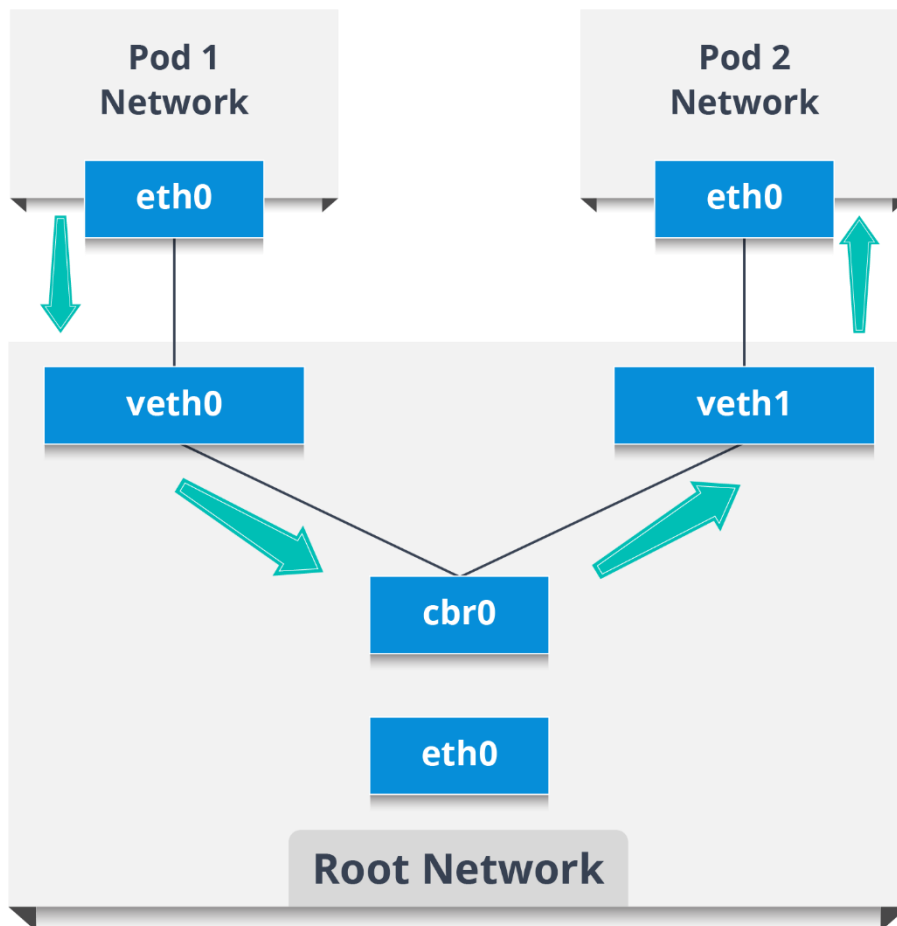 Pod 1
Network
Pod 2
Network
eth0
eth0
veth0
veth1
cbr0
eth0
Root Network